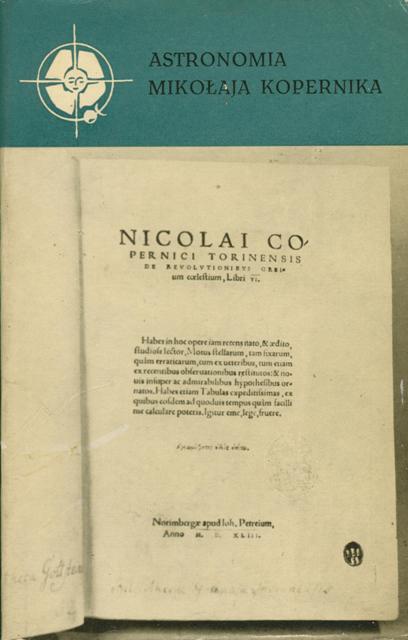 ASTRONOMIA
MIKOŁAJA KOPERNIKA
NICOLAI CO-
PERNICI TORINENSIS
DE REVOLVTIONIBVS ORBI-
um cœlestium, Libri VI.
Habes in hoc opere iam recens nato, & ædito,
studiose lector, Motus stellarum, tam fixarum,
quàm erraticarum, cum ex ueteribus, tum etiam
ex recentibus obseruationibus restitutos: & no-
uis insuper ac admirabilibus hypothesibus or-
natos. Habes etiam Tabulas expeditissimas, ex
quibus eosdem ad quoduis tempus quàm facilli
me calculare poteris. Igitur eme, lege, fruere.
Norimbergæ apud Ioh. Petreium,
Anno M. D. XLIII.